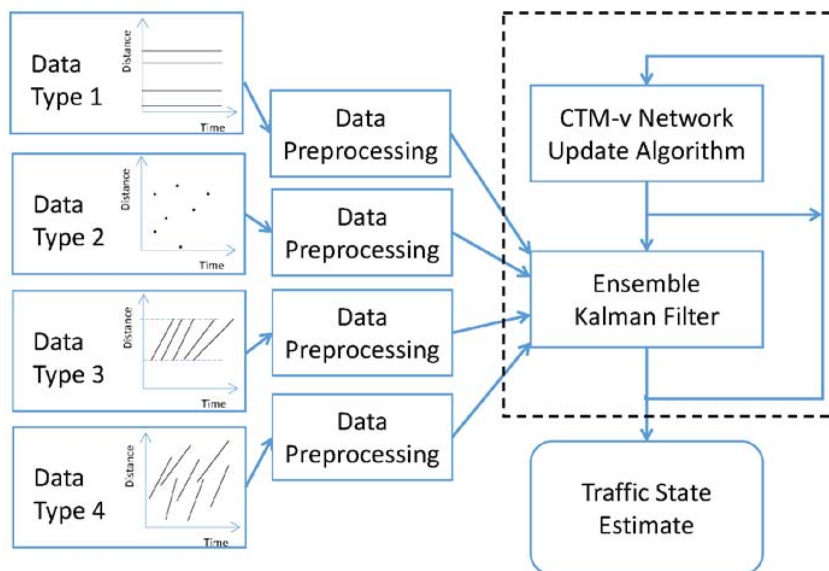 Data
Type 1
Distance
Time
Data
Type 2
Distance
Time
Data
Type 3
Distance
Time
Data
Type 4
Distance
Time
Data
Preprocessing
Data
Preprocessing
Data
Preprocessing
Data
Preprocessing
CTM-v Network
Update Algorithm
Ensemble
Kalman Filter
Traffic State
Estimate